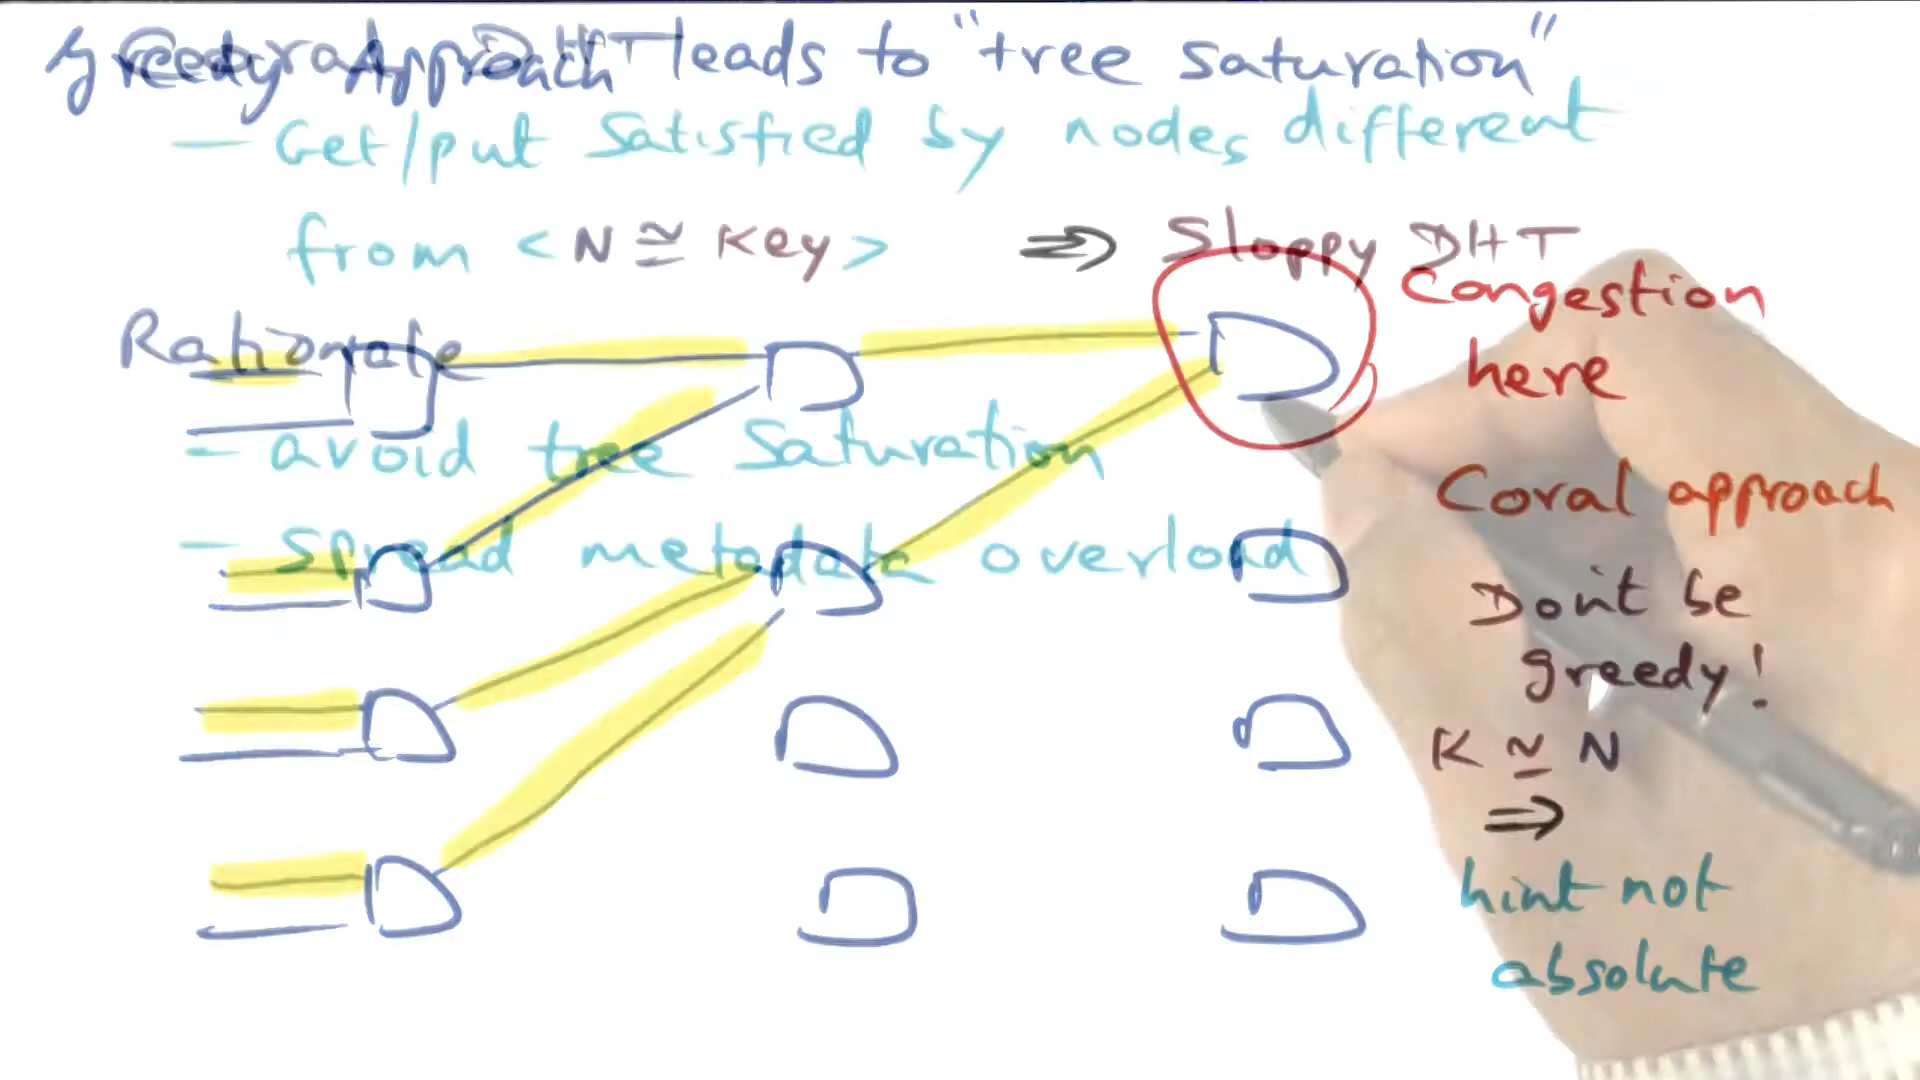 Greedy Approach leads to "tree saturation"
- Get/put satisfied by nodes different
from < N ≅ Key > ⇒ Sloppy DHT
Congestion
here
Rationale
- avoid tree saturation
- spread metadata overload
Coral approach
Don't be
greedy!
K ≅ N
⇒
hint not
absolute